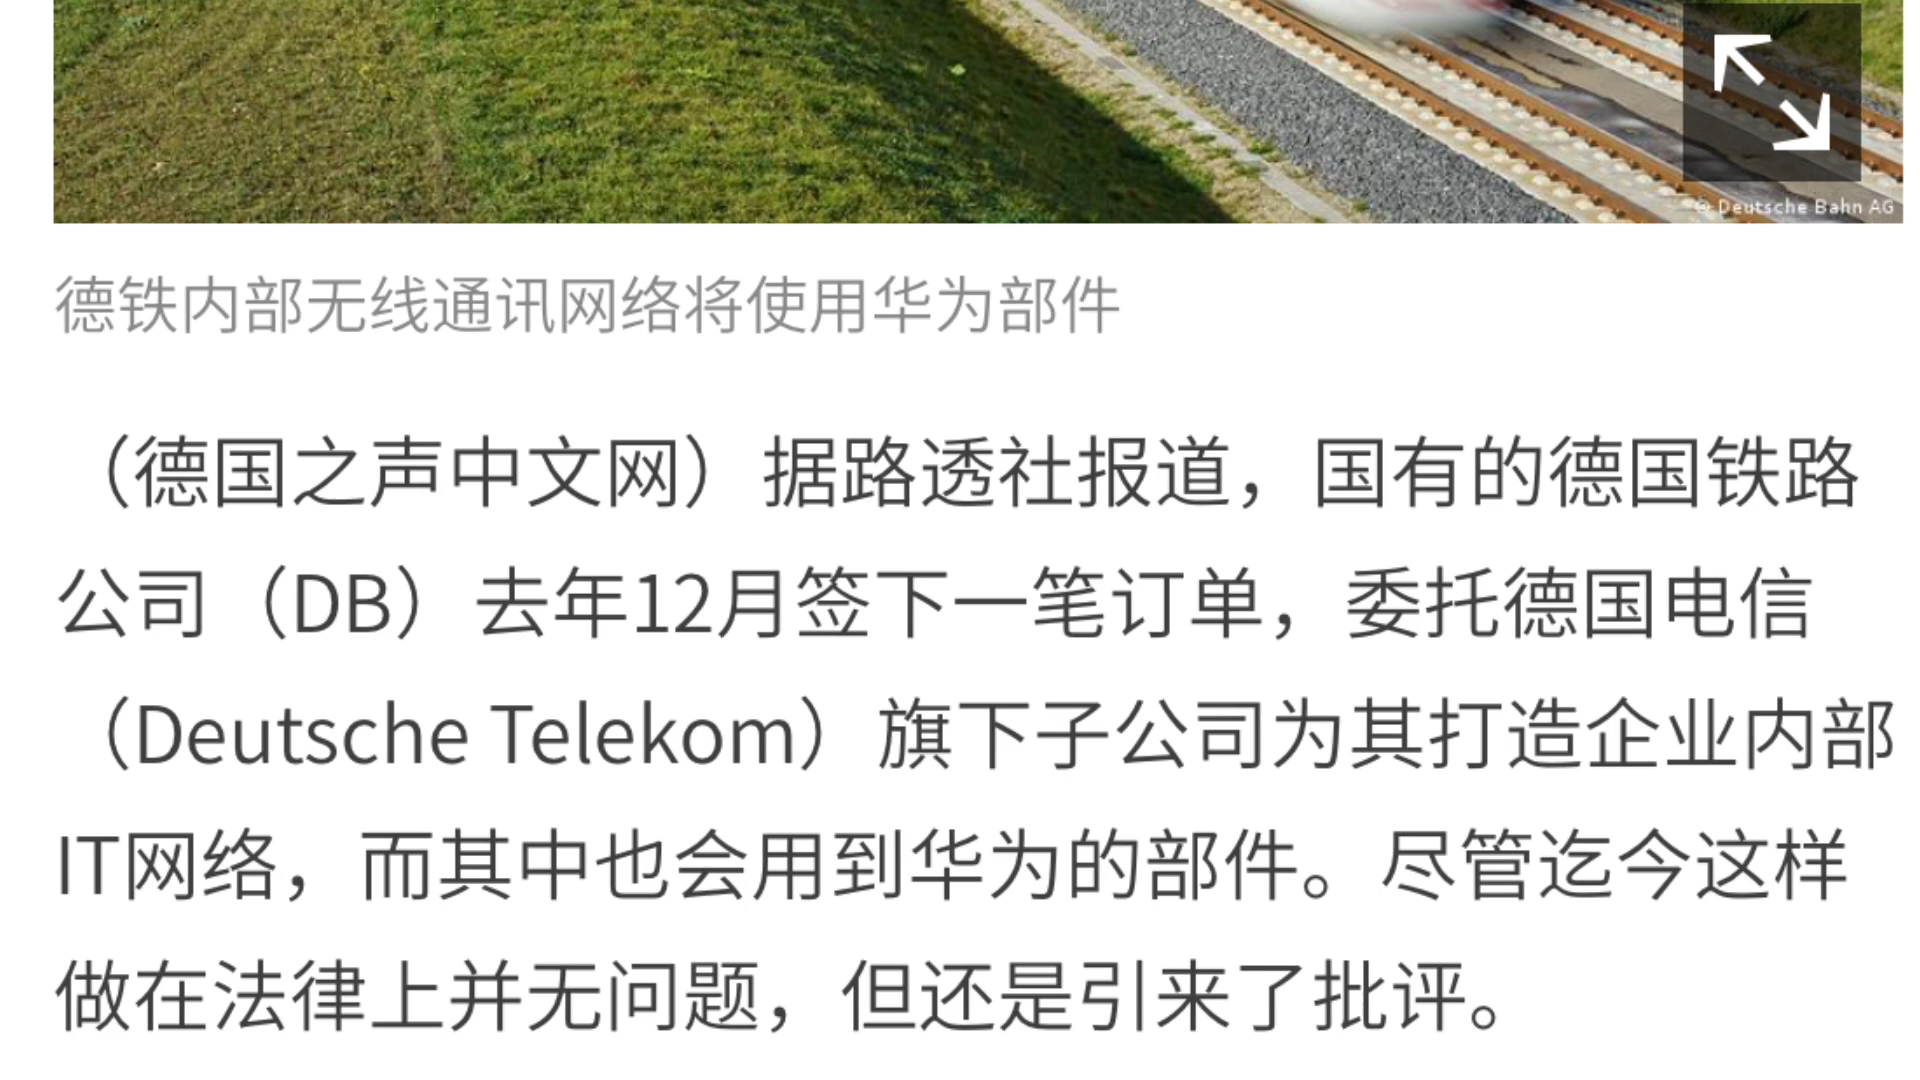 © Deutsche Bahn AG
德铁内部无线通讯网络将使用华为部件
（德国之声中文网）据路透社报道，国有的德国铁路
公司（DB）去年12月签下一笔订单，委托德国电信
（Deutsche Telekom）旗下子公司为其打造企业内部
IT网络，而其中也会用到华为的部件。尽管迄今这样
做在法律上并无问题，但还是引来了批评。